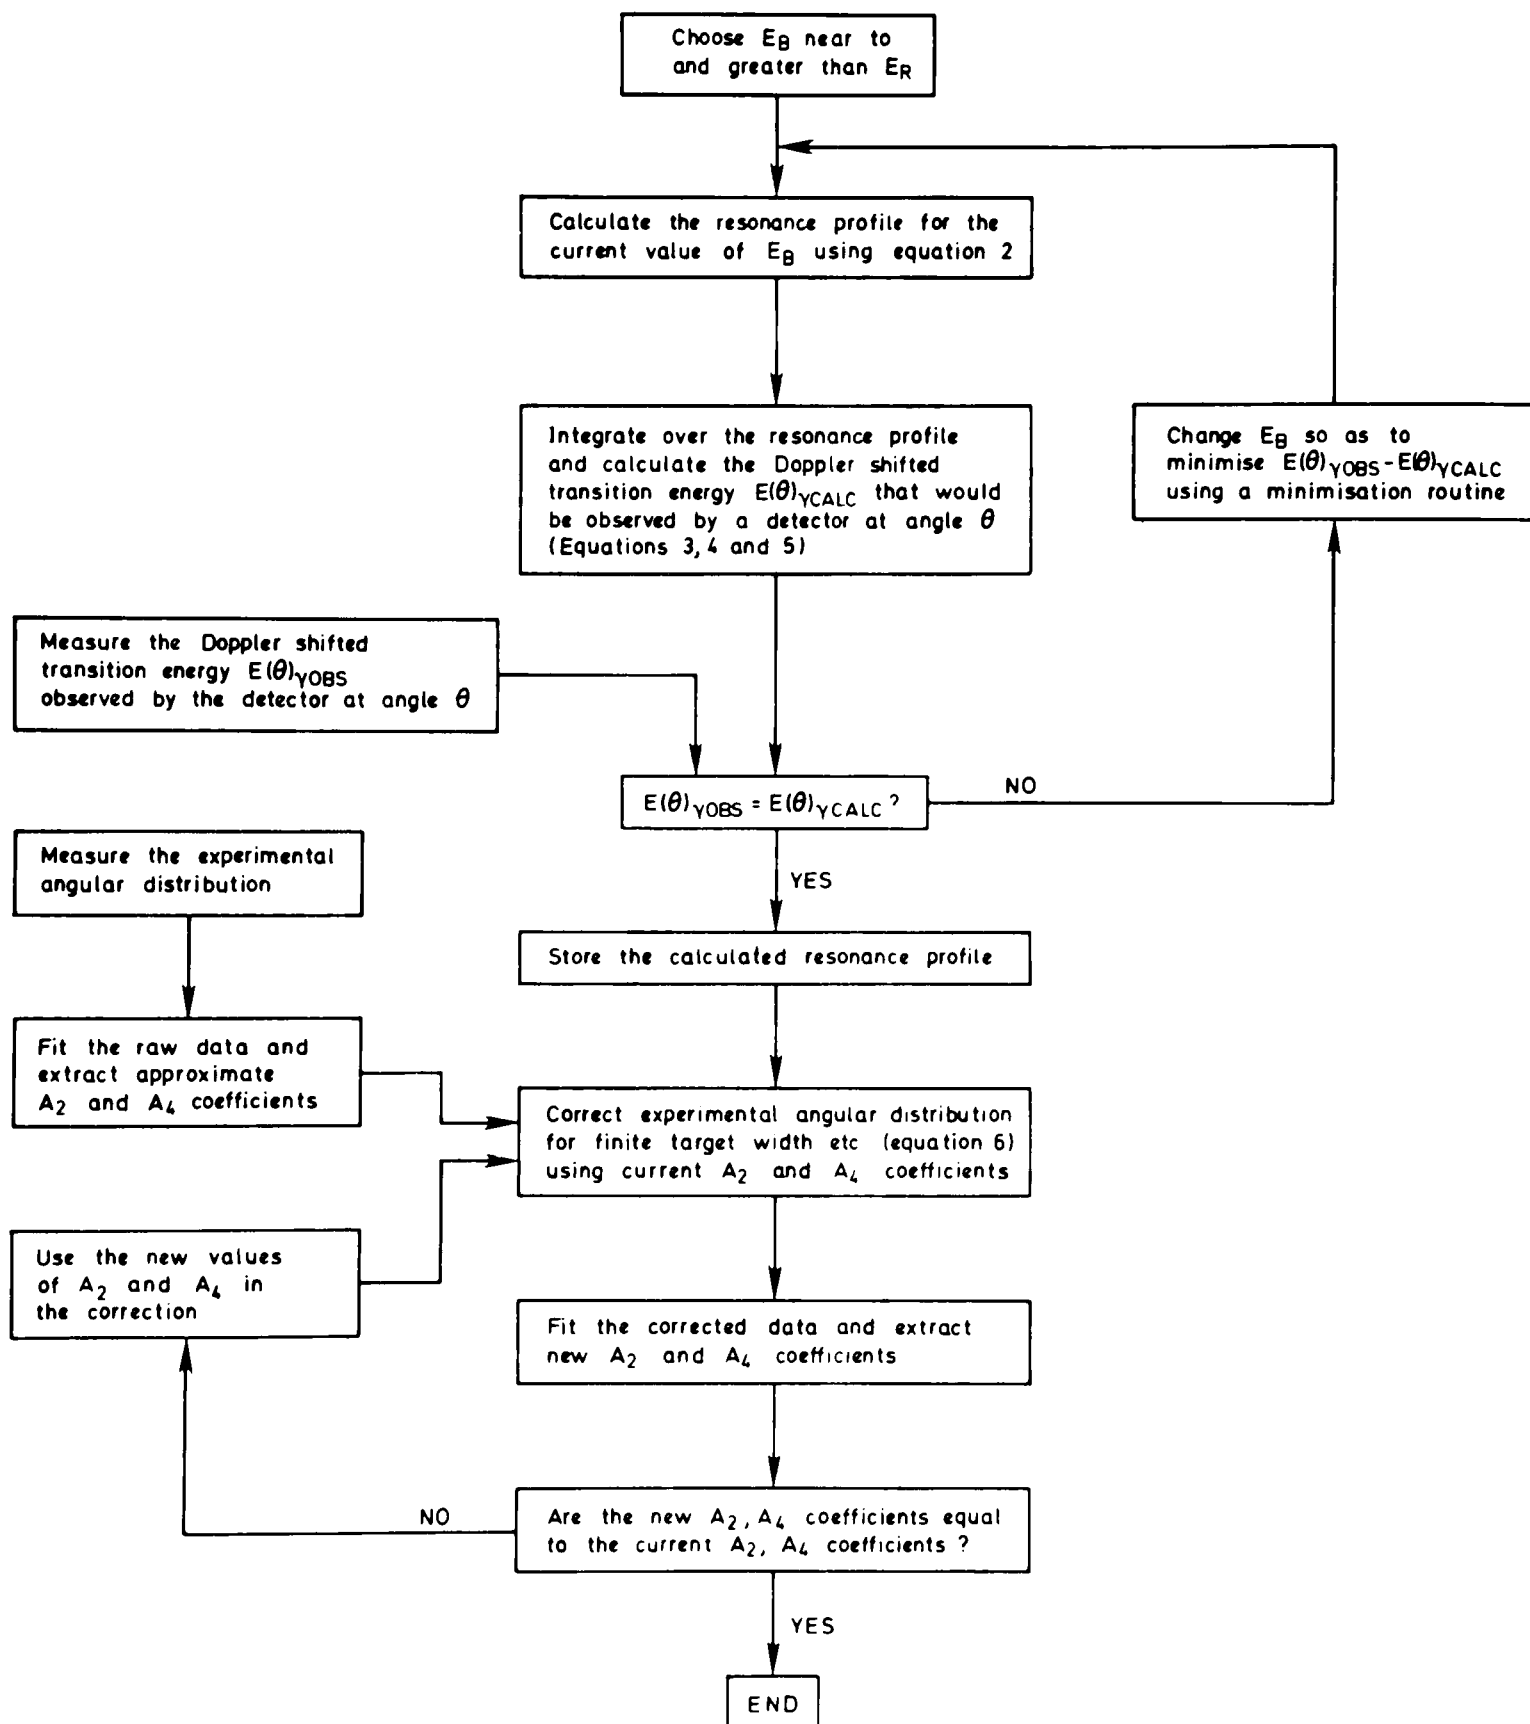 Choose E_B near to
and greater than E_R
Calculate the resonance profile for the
current value of E_B using equation 2
Integrate over the resonance profile
and calculate the Doppler shifted
transition energy E(θ)_γCALC that would
be observed by a detector at angle θ
(Equations 3, 4 and 5)
Change E_B so as to
minimise E(θ)_γOBS - E(θ)_γCALC
using a minimisation routine
Measure the Doppler shifted
transition energy E(θ)_γOBS
observed by the detector at angle θ
E(θ)_γOBS = E(θ)_γCALC ?
NO
YES
Measure the experimental
angular distribution
Store the calculated resonance profile
Fit the raw data and
extract approximate
A_2 and A_4 coefficients
Correct experimental angular distribution
for finite target width etc (equation 6)
using current A_2 and A_4 coefficients
Use the new values
of A_2 and A_4 in
the correction
Fit the corrected data and extract
new A_2 and A_4 coefficients
NO
Are the new A_2, A_4 coefficients equal
to the current A_2, A_4 coefficients ?
YES
END